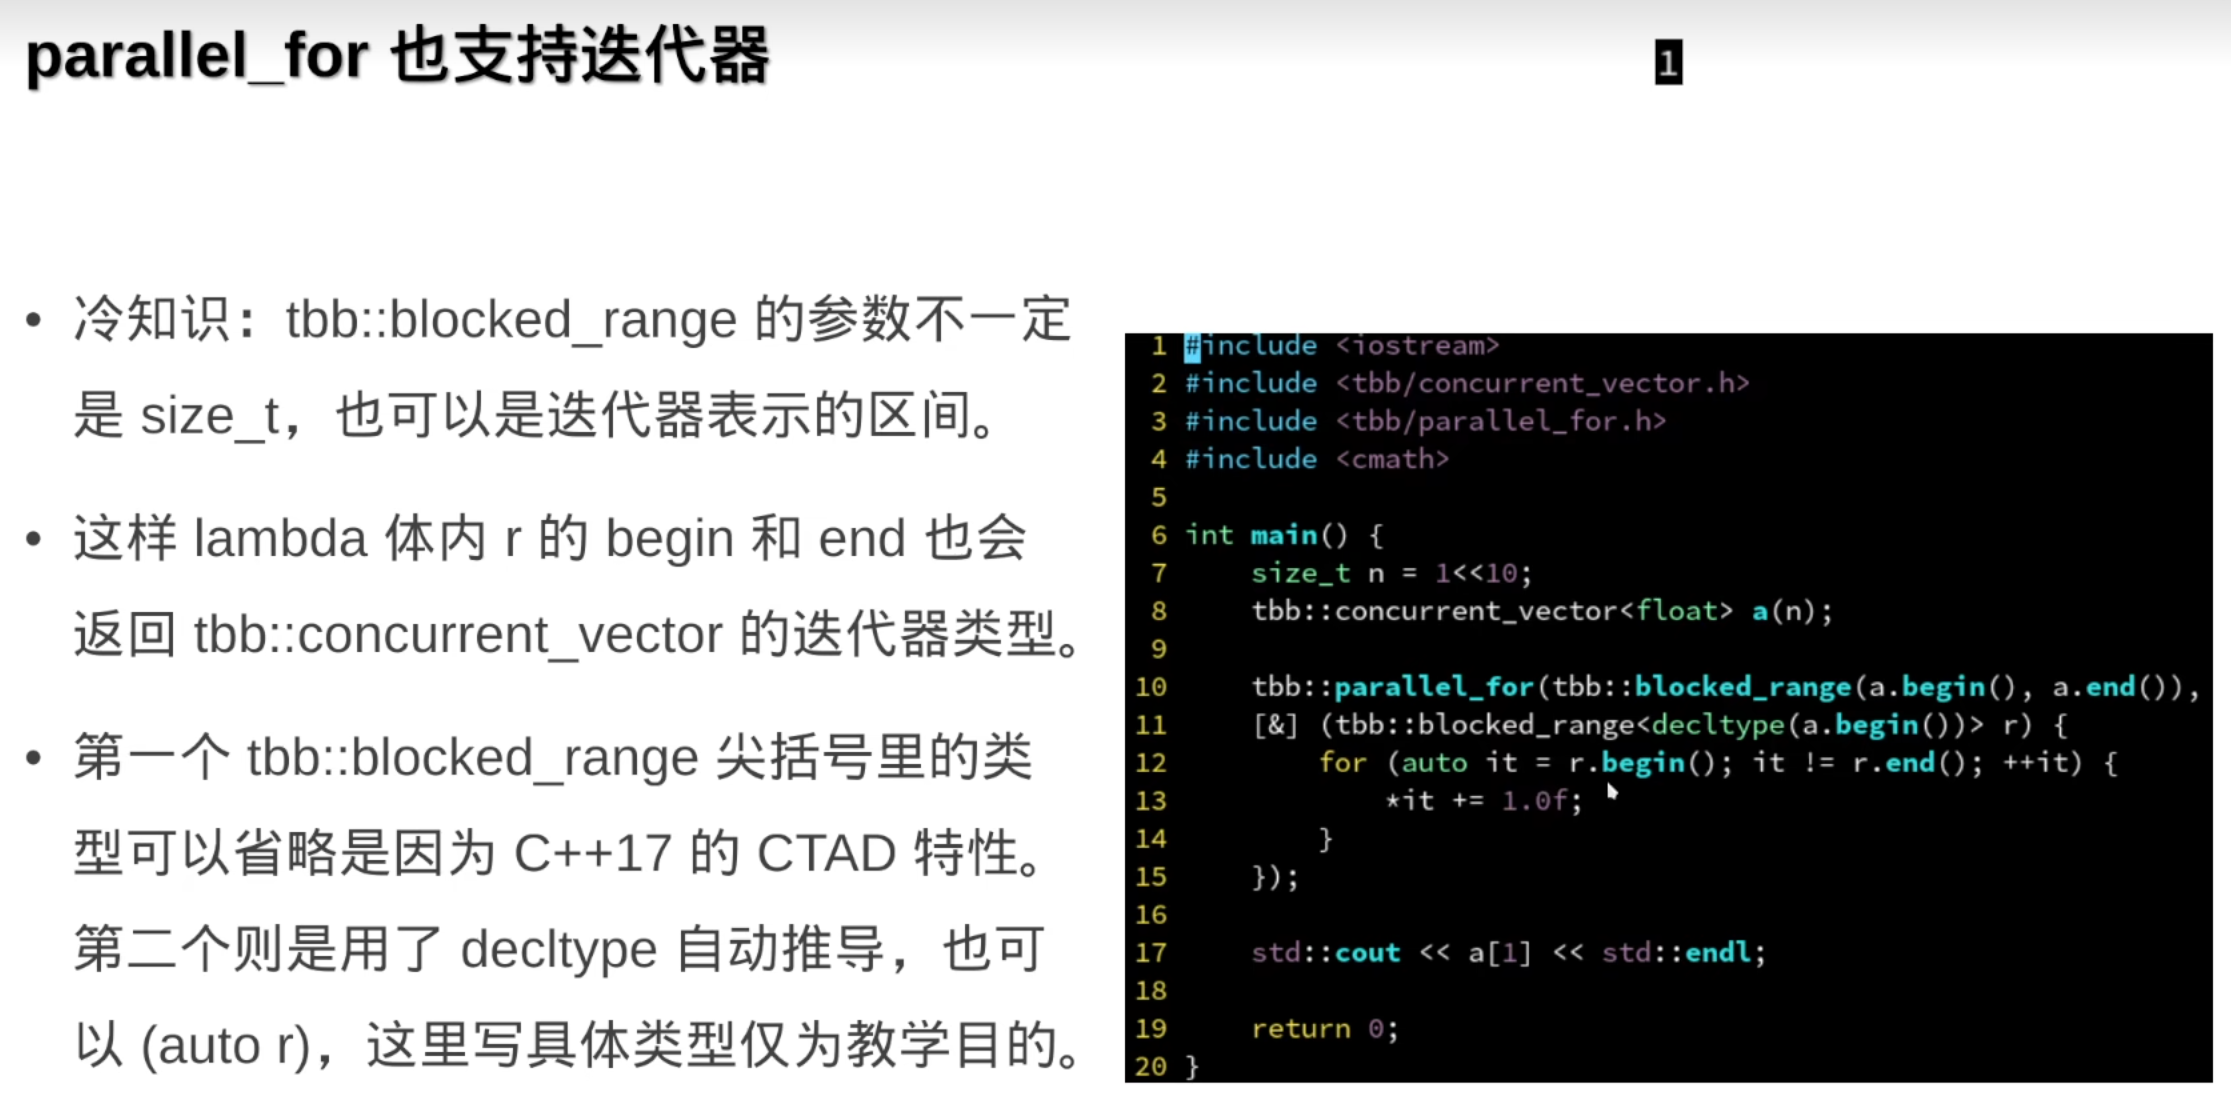 parallel_for 也支持迭代器
1
• 冷知识：tbb::blocked_range 的参数不一定
是 size_t，也可以是迭代器表示的区间。
• 这样 lambda 体内 r 的 begin 和 end 也会
返回 tbb::concurrent_vector 的迭代器类型。
• 第一个 tbb::blocked_range 尖括号里的类
型可以省略是因为 C++17 的 CTAD 特性。
第二个则是用了 decltype 自动推导，也可
以 (auto r)，这里写具体类型仅为教学目的。
1 #include <iostream>
2 #include <tbb/concurrent_vector.h>
3 #include <tbb/parallel_for.h>
4 #include <cmath>
5
6 int main() {
7     size_t n = 1<<10;
8     tbb::concurrent_vector<float> a(n);
9
10     tbb::parallel_for(tbb::blocked_range(a.begin(), a.end()),
11     [&] (tbb::blocked_range<decltype(a.begin())> r) {
12         for (auto it = r.begin(); it != r.end(); ++it) {
13             *it += 1.0f;
14         }
15     });
16
17     std::cout << a[1] << std::endl;
18
19     return 0;
20 }